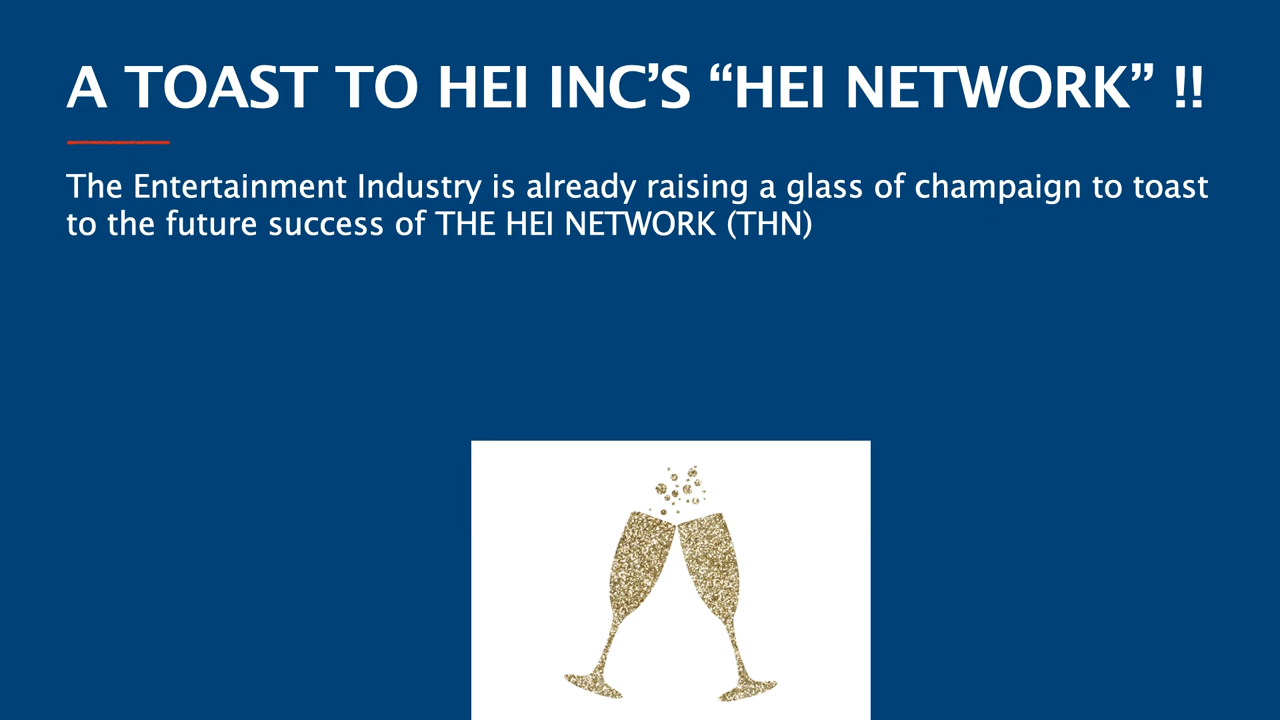 A TOAST TO HEI INC’S “HEI NETWORK” !!
The Entertainment Industry is already raising a glass of champaign to toast
to the future success of THE HEI NETWORK (THN)